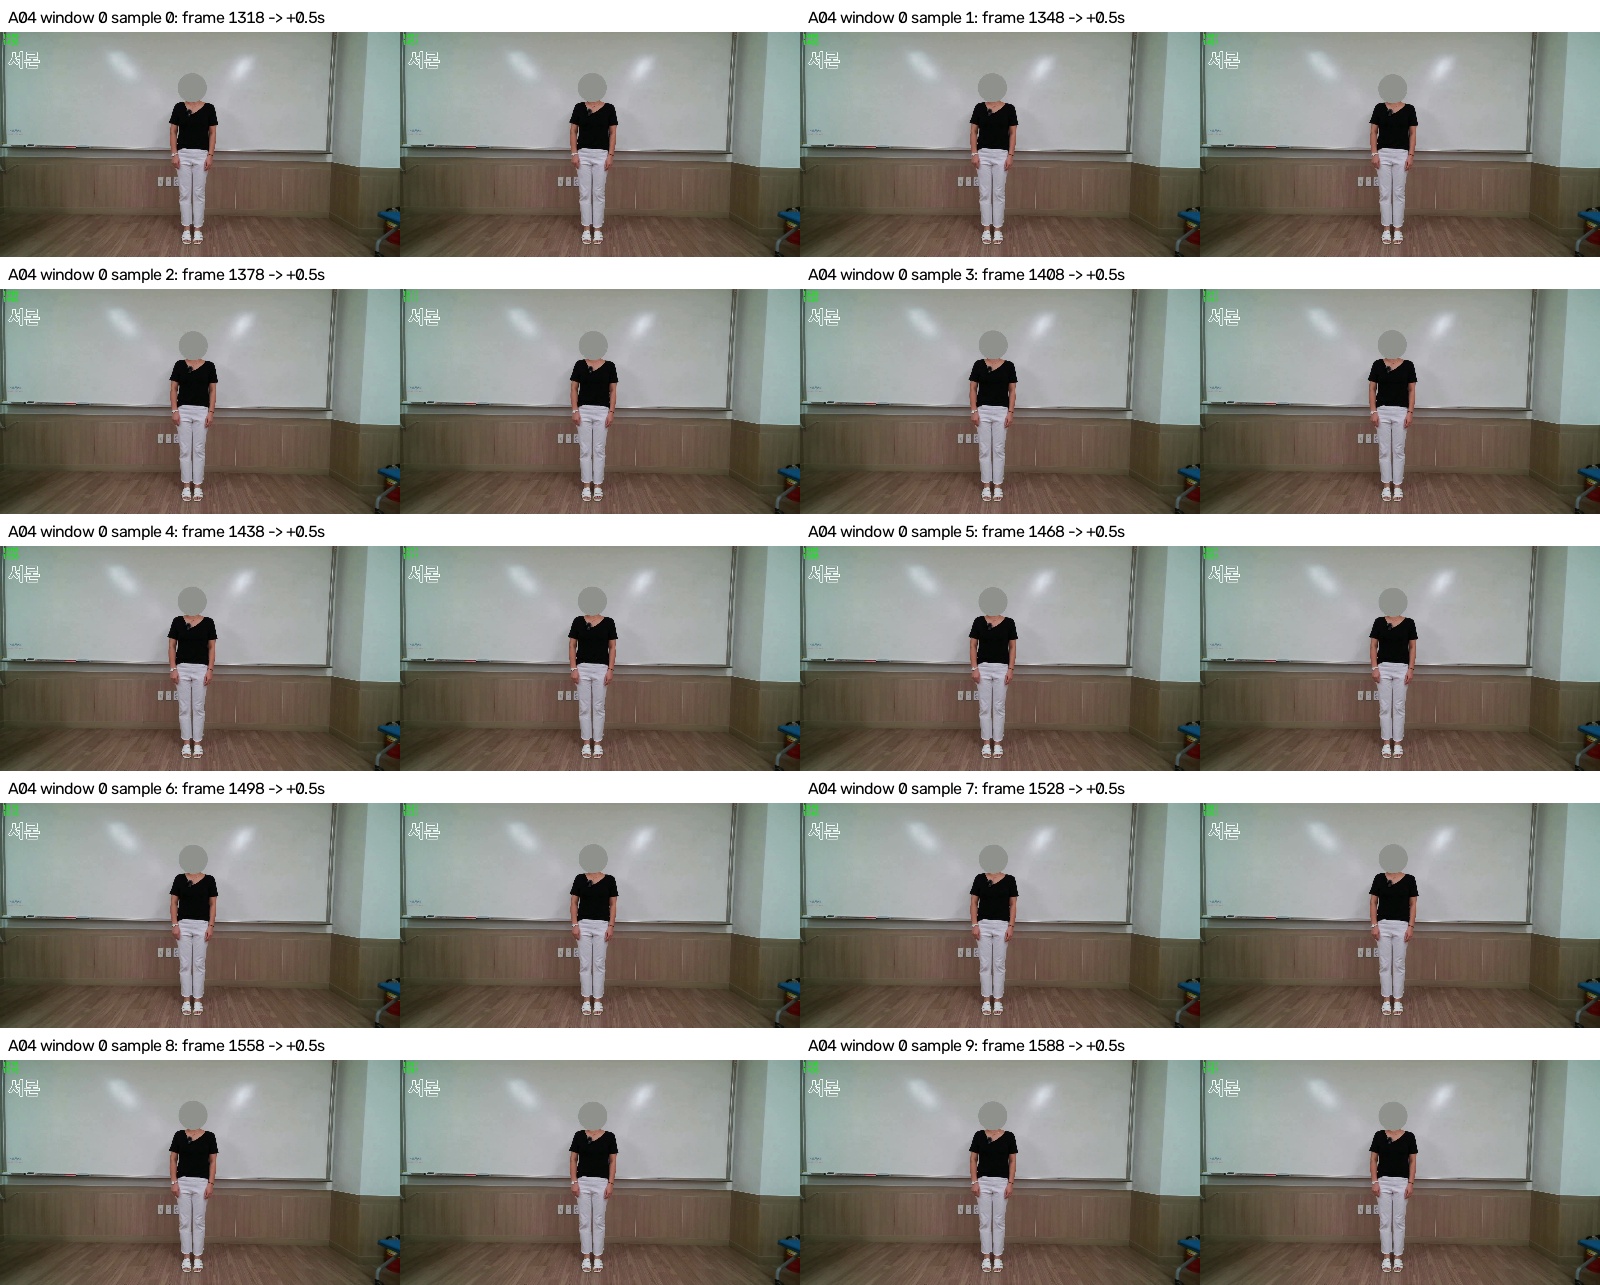 A04 window 0 sample 0: frame 1318 -> +0.5s
A04 window 0 sample 1: frame 1348 -> +0.5s
서론
서론
서론
서론
A04 window 0 sample 2: frame 1378 -> +0.5s
A04 window 0 sample 3: frame 1408 -> +0.5s
서론
서론
서론
서론
A04 window 0 sample 4: frame 1438 -> +0.5s
A04 window 0 sample 5: frame 1468 -> +0.5s
서론
서론
서론
서론
A04 window 0 sample 6: frame 1498 -> +0.5s
A04 window 0 sample 7: frame 1528 -> +0.5s
서론
서론
서론
서론
A04 window 0 sample 8: frame 1558 -> +0.5s
A04 window 0 sample 9: frame 1588 -> +0.5s
서론
서론
서론
서론